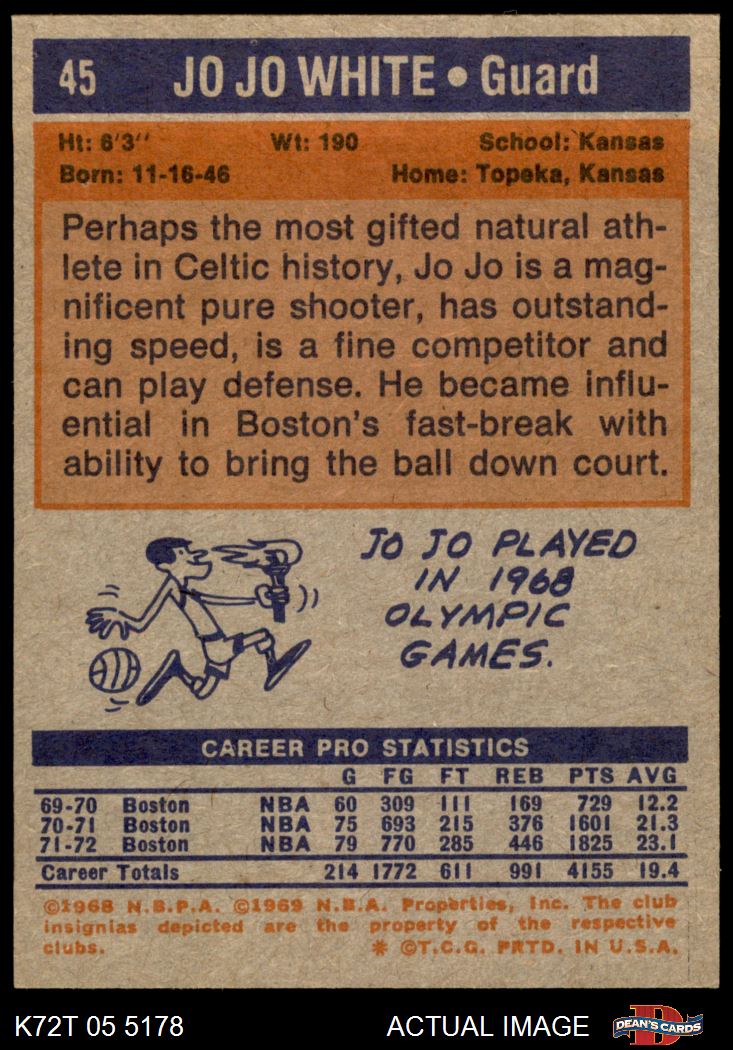 45 JO JO WHITE • Guard
Ht: 6'3'' Wt: 190 School: Kansas
Born: 11-16-46 Home: Topeka, Kansas
Perhaps the most gifted natural ath-
lete in Celtic history, Jo Jo is a mag-
nificent pure shooter, has outstand-
ing speed, is a fine competitor and
can play defense. He became influ-
ential in Boston's fast-break with
ability to bring the ball down court.
JO JO PLAYED
IN 1968
OLYMPIC
GAMES.
CAREER PRO STATISTICS
G FG FT REB PTS AVG
69-70 Boston NBA 60 309 111 169 729 12.2
70-71 Boston NBA 75 693 215 376 1601 21.3
71-72 Boston NBA 79 770 285 446 1825 23.1
Career Totals 214 1772 611 991 4155 19.4
©1968 N.B.P.A. ©1969 N.B.A. Properties, Inc. The club
insignias depicted are the property of the respective
clubs. * ©T.C.G. PRTD. IN U.S.A.
K72T 05 5178 ACTUAL IMAGE D DEAN'S CARDS